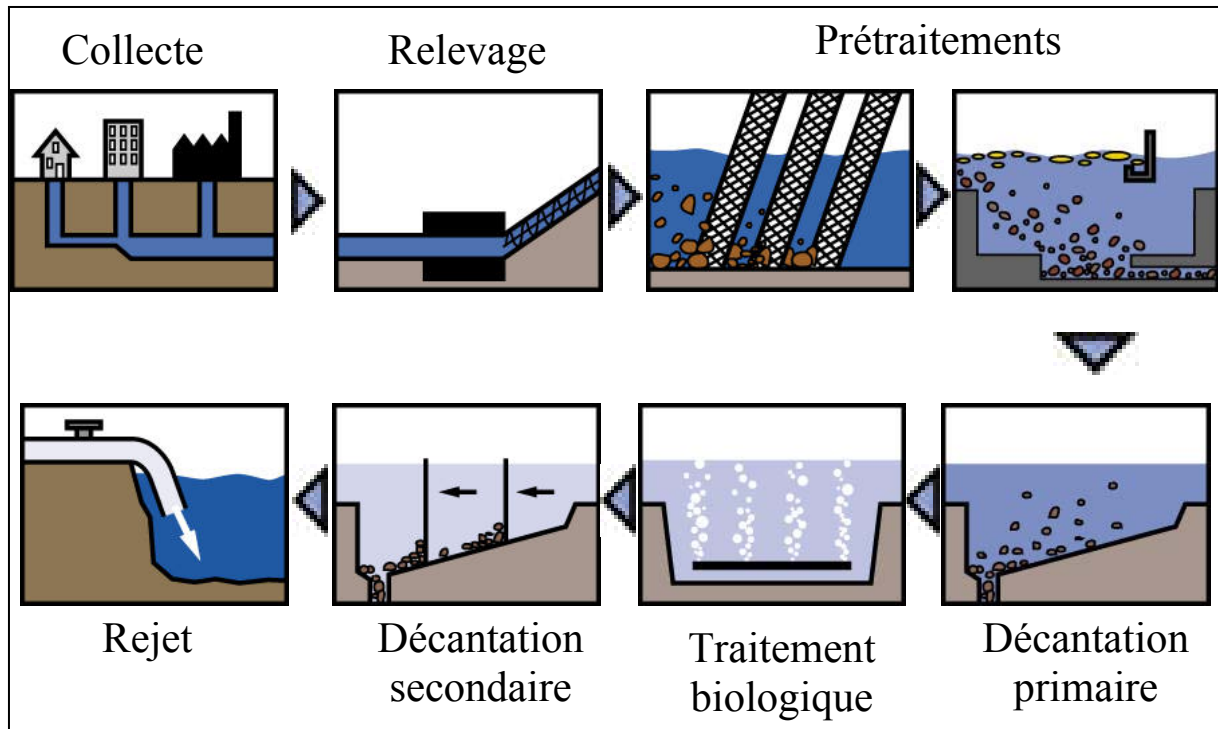 Collecte
Relevage
Prétraitements
Rejet
Décantation
secondaire
Traitement
biologique
Décantation
primaire